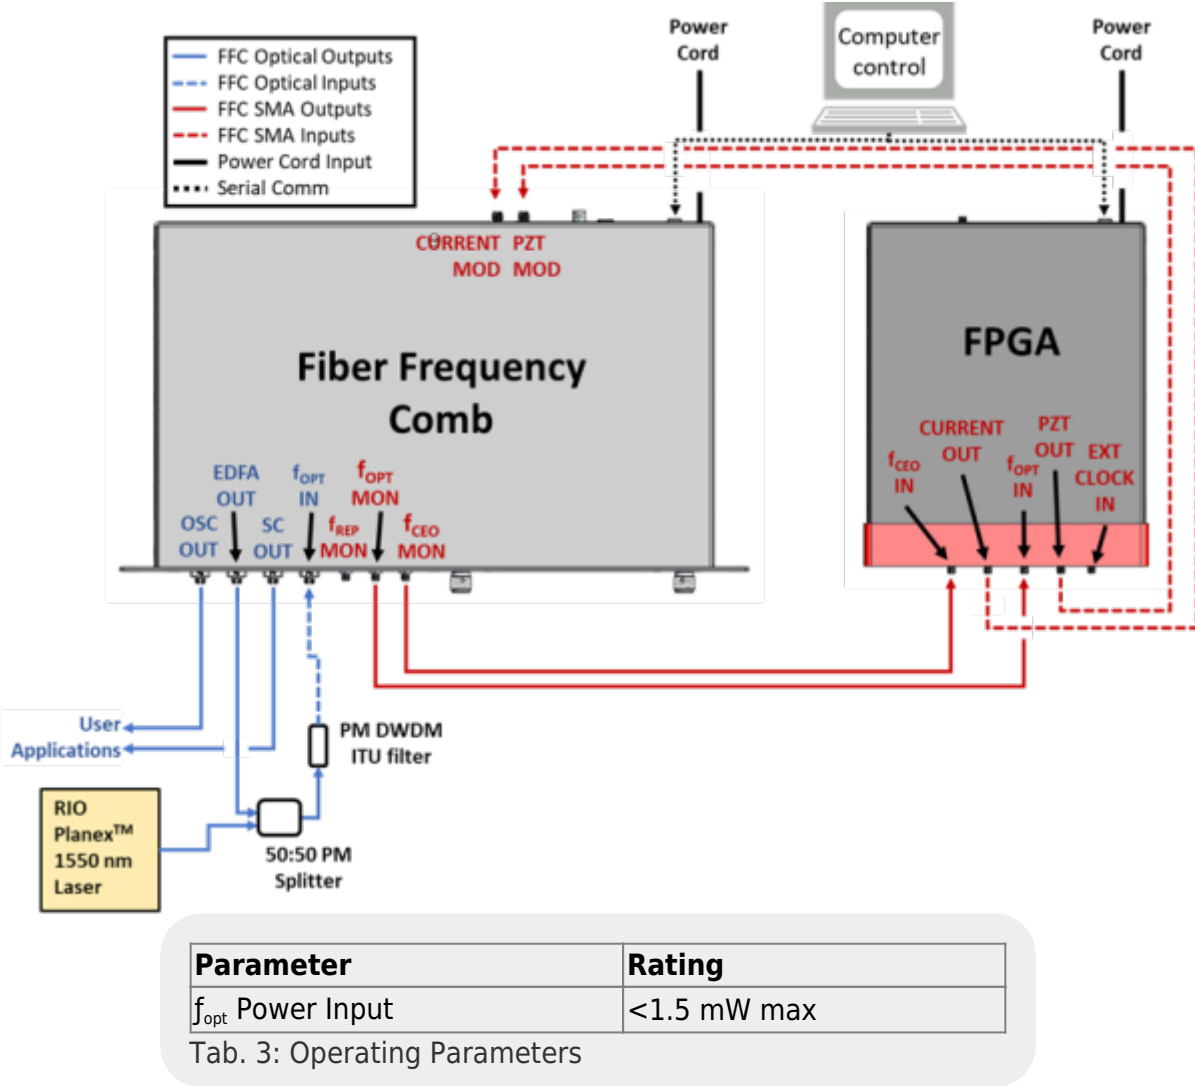 FFC Optical Outputs
FFC Optical Inputs
FFC SMA Outputs
FFC SMA Inputs
Power Cord Input
Serial Comm
Power
Cord
Computer
control
Power
Cord
CURRENT
MOD
PZT
MOD
Fiber Frequency
Comb
EDFA
OUT
fOPT
IN
fOPT
MON
OSC
OUT
SC
OUT
fREP
MON
fCEO
MON
FPGA
fCEO
IN
CURRENT
OUT
fOPT
IN
PZT
OUT
EXT
CLOCK
IN
User
Applications
PM DWDM
ITU filter
RIO
Planex™
1550 nm
Laser
50:50 PM
Splitter
Parameter Rating
ƒopt Power Input <1.5 mW max
Tab. 3: Operating Parameters